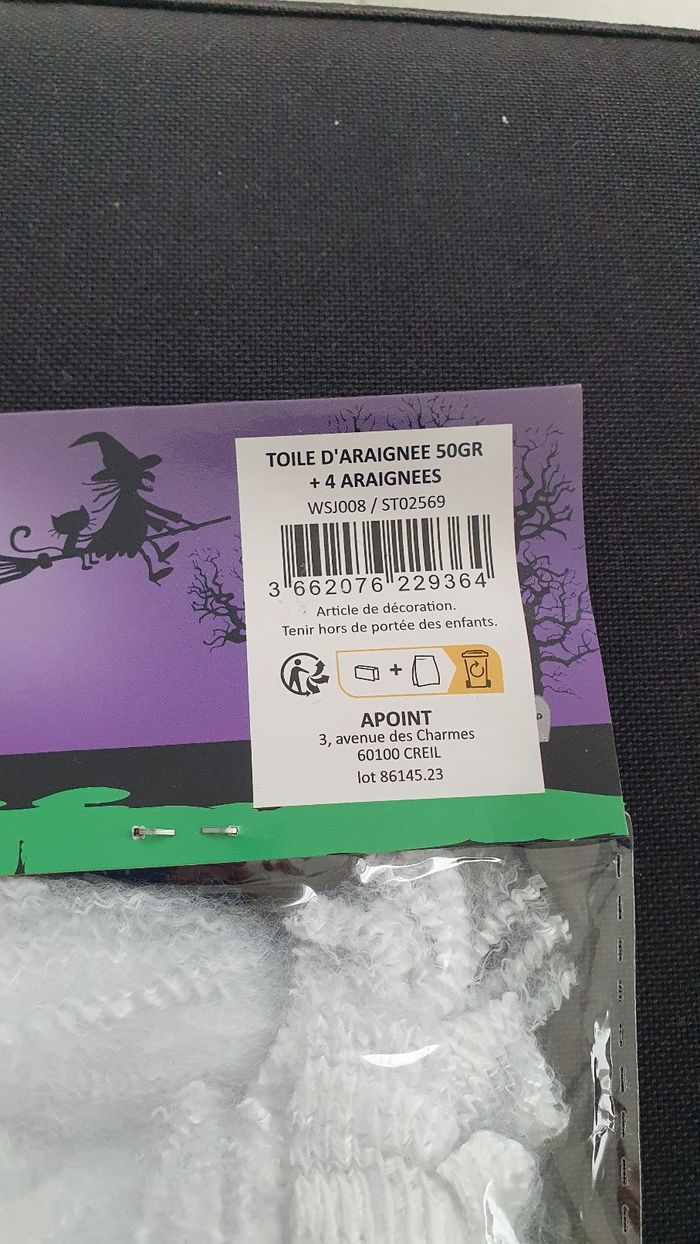 TOILE D'ARAIGNEE 50GR
+ 4 ARAIGNEES
WSJ008 / ST02569
3 662076 229364
Article de décoration.
Tenir hors de portée des enfants.
+
APOINT
3, avenue des Charmes
60100 CREIL
lot 86145.23